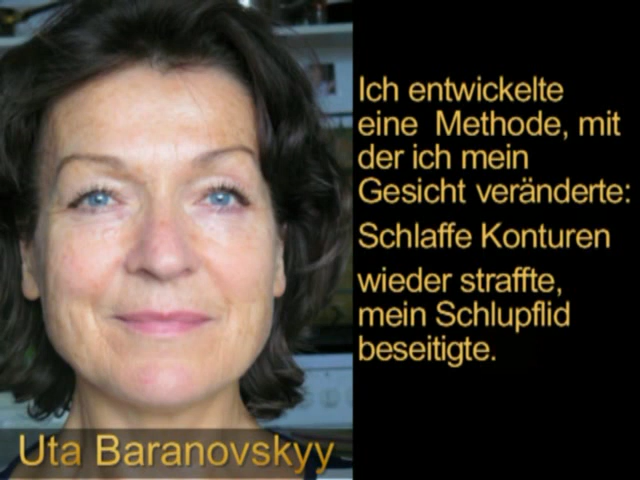 Ich entwickelte
eine Methode, mit
der ich mein
Gesicht veränderte:
Schlaffe Konturen
wieder straffte,
mein Schlupflid
beseitigte.
Uta Baranovskyy